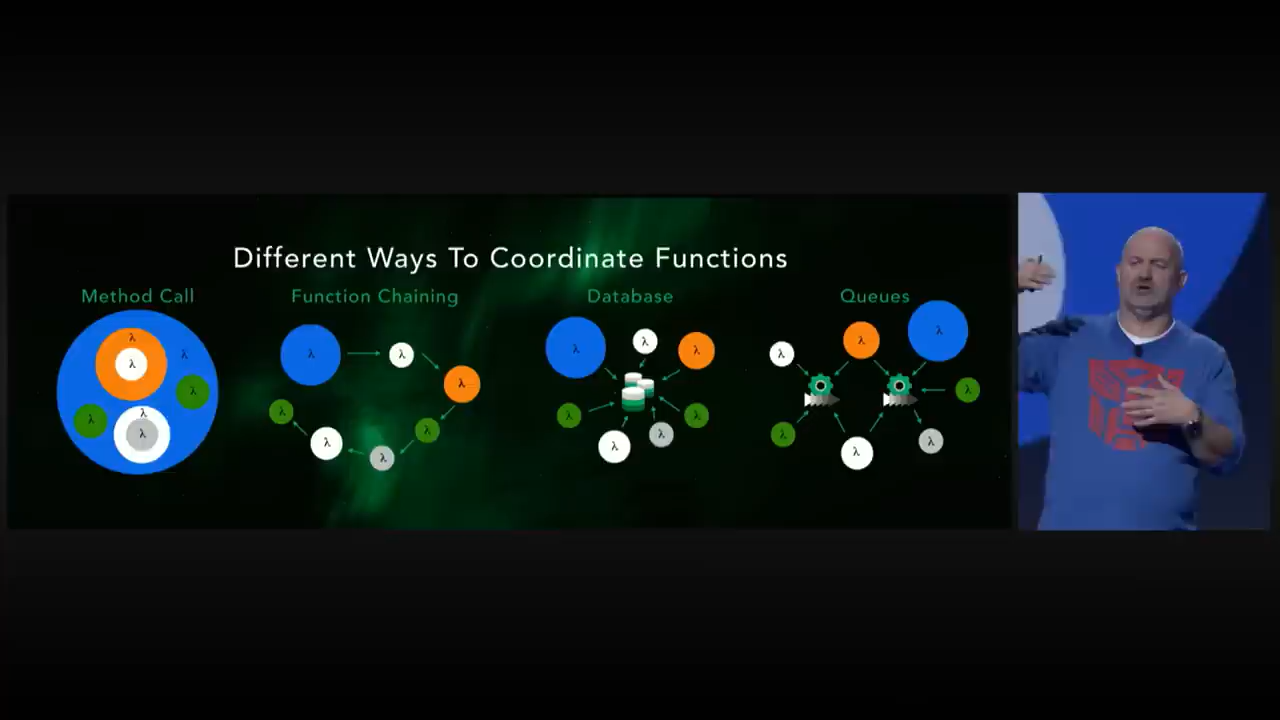 Different Ways To Coordinate Functions
Method Call
λ
λ
λ
λ
λ
λ
λ
Function Chaining
λ
λ
λ
λ
λ
λ
λ
Database
λ
λ
λ
λ
λ
λ
λ
Queues
λ
λ
λ
λ
λ
λ
λ